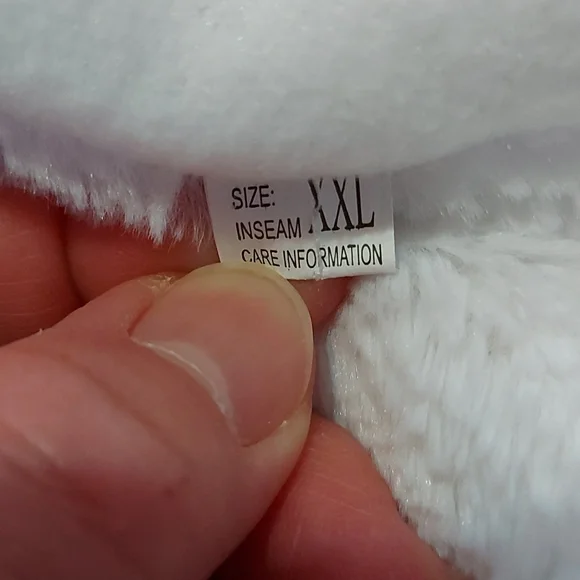 SIZE: XXL
INSEAM
CARE INFORMATION